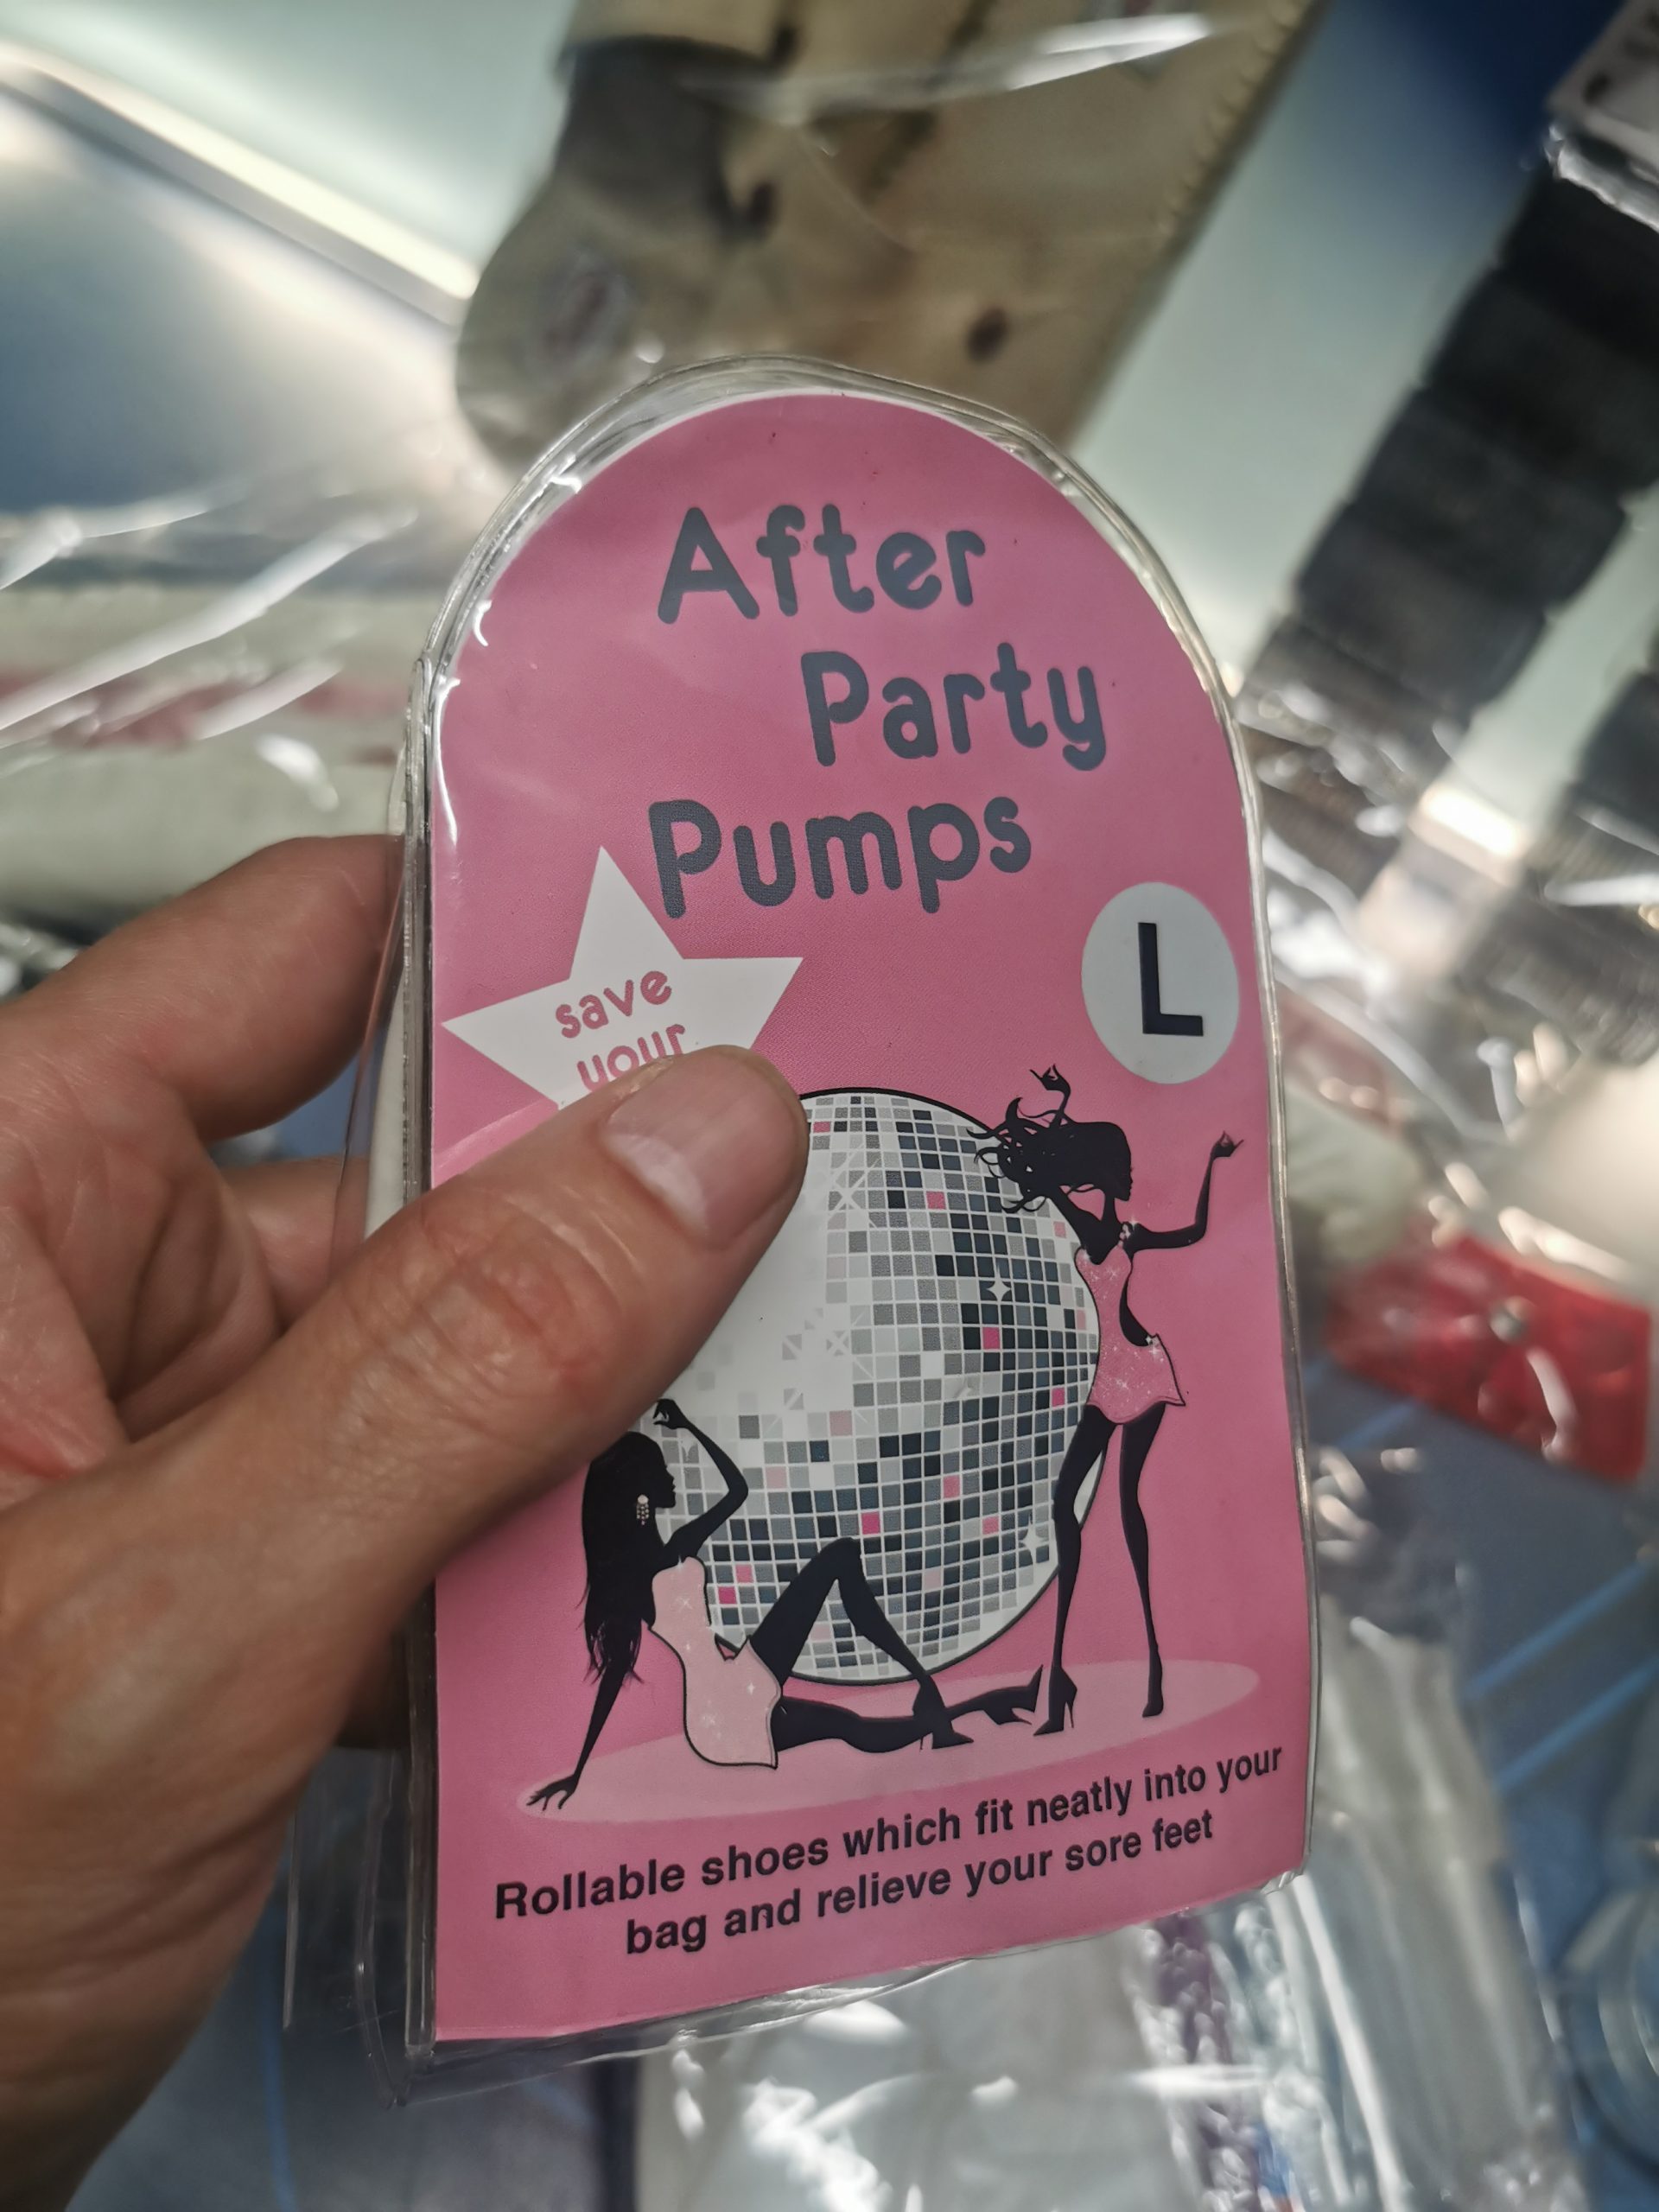 After
Party
Pumps
save
your
L
Rollable shoes which fit neatly into your
bag and relieve your sore feet